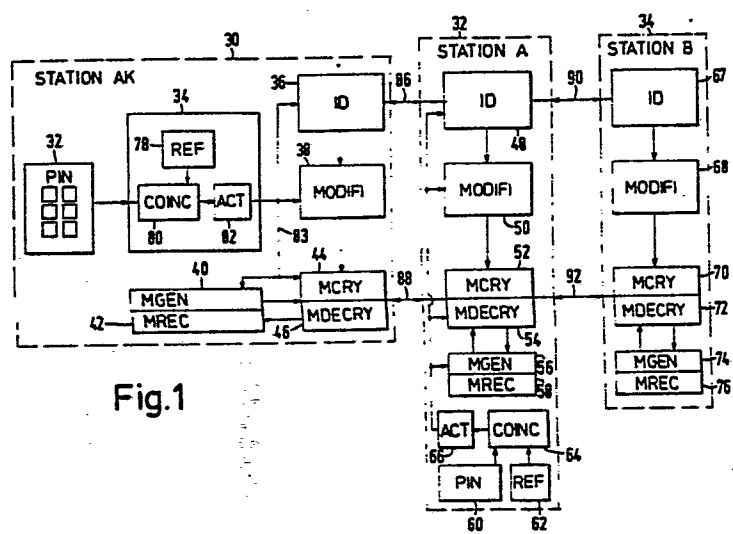 30
STATION AK
32
PIN
34
78
REF
COINC
80
ACT
82
83
36
ID
38
MODIFI
40
MGEN
42
MREC
44
MCRY
46
MDECRY
86
88
32
STATION A
ID
48
MODIFI
50
52
MCRY
MDECRY
54
MGEN
56
MREC
58
ACT
66
COINC
64
PIN
60
REF
62
90
92
34
STATION B
ID
67
MODIFI
68
MCRY
70
MDECRY
72
MGEN
74
MREC
76
Fig.1